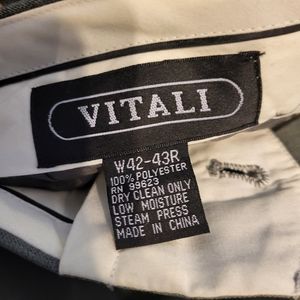 VITALI
W42-43R
100% POLYESTER
RN 99623
DRY CLEAN ONLY
LOW MOISTURE
STEAM PRESS
MADE IN CHINA